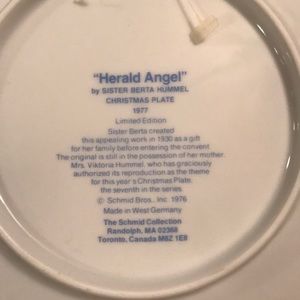 "Herald Angel"
by SISTER BERTA HUMMEL
CHRISTMAS PLATE
1977
Limited Edition
Sister Berta created
this appealing work in 1930 as a gift
for her family before entering the convent
The original is still in the possession of her mother.
Mrs. Viktoria Hummel, who has graciously
authorized its reproduction as the theme
for this year s Christmas Plate,
the seventh in the series.
© Schmid Bros., Inc 1976
Made in West Germany
The Schmid Collection
Randolph, MA 02368
Toronto, Canada M6Z 1E8